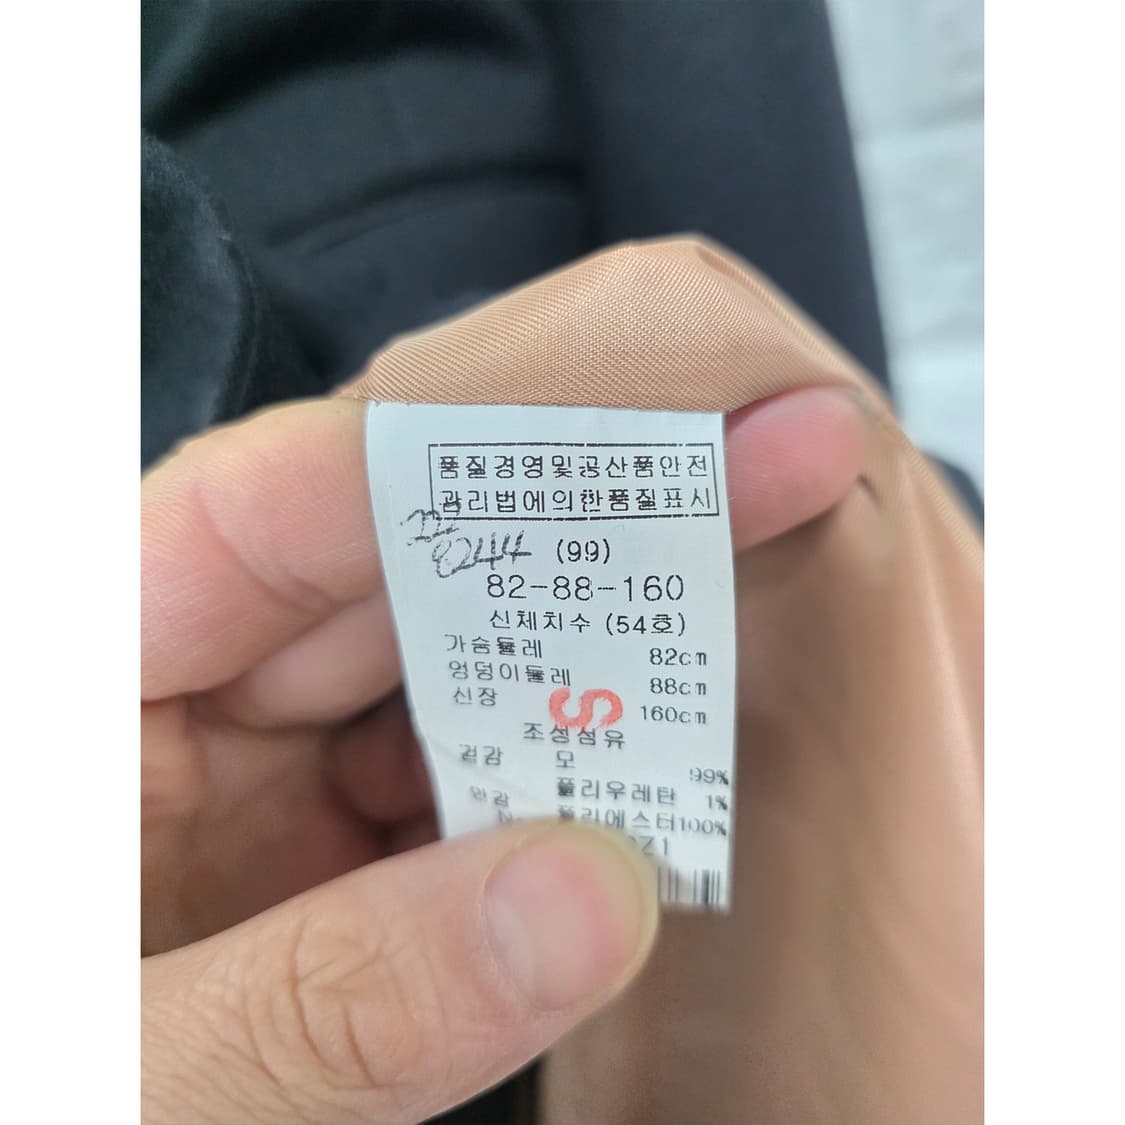 품질경영및공산품안전
관리법에의한품질표시
8244 (99)
82-88-160
신체치수 (54호)
가슴둘레 82cm
엉덩이둘레 88cm
신장 160cm
S
조성섬유
겉감 모 99%
폴리우레탄 1%
안감 폴리에스터100%
Z1